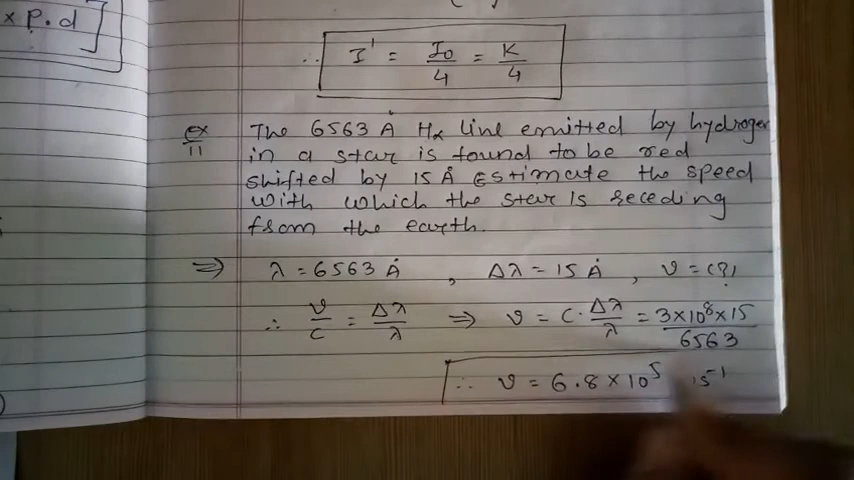 × P.d ]
∴ I' = I₀/4 = K/4
ex/11 The 6563 Å Hα line emitted by hydrogen
in a star is found to be red
shifted by 15 Å Estimate the speed
with which the star is receding
from the earth.
⇒ λ = 6563 Å , Δλ = 15 Å , υ = (?)
∴ υ/c = Δλ/λ ⇒ υ = c · Δλ/λ = 3×10⁸×15/6563
∴ υ = 6.8 × 10⁵ s⁻¹